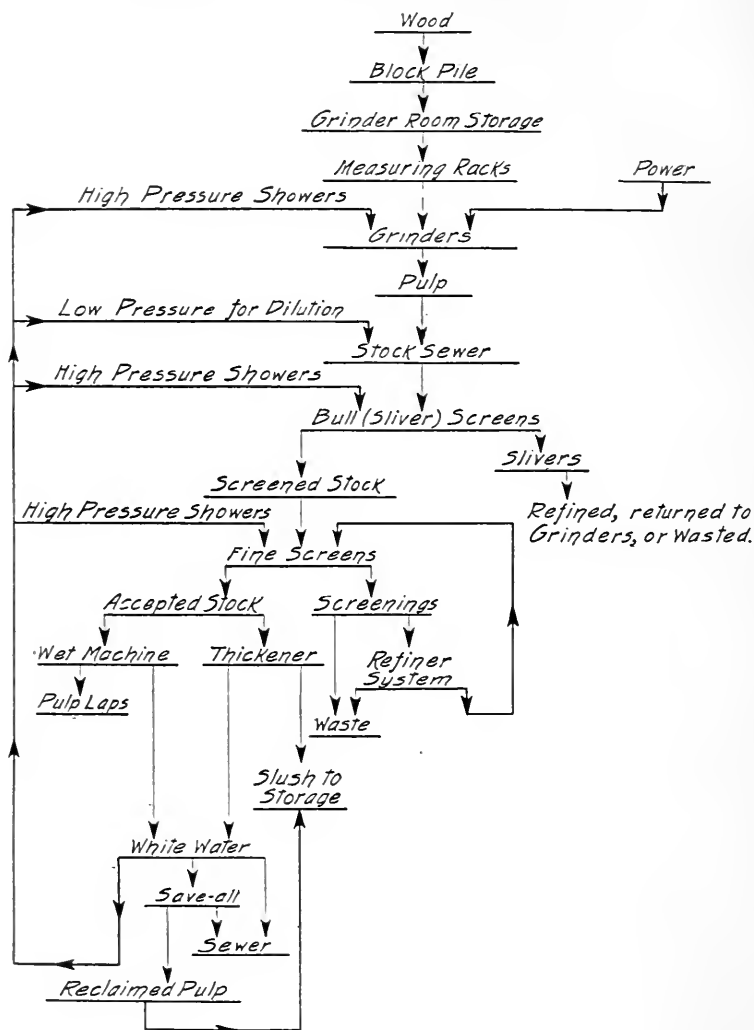 Wood
Block Pile
Grinder Room Storage
Measuring Racks
Power
High Pressure Showers
Grinders
Pulp
Low Pressure for Dilution
Stock Sewer
High Pressure Showers
Bull (Sliver) Screens
Slivers
Screened Stock
Refined, returned to
Grinders, or Wasted.
High Pressure Showers
Fine Screens
Accepted Stock
Screenings
Wet Machine
Thickener
Refiner
System
Pulp Laps
Waste
Slush to
Storage
White Water
Save-all
Sewer
Reclaimed Pulp